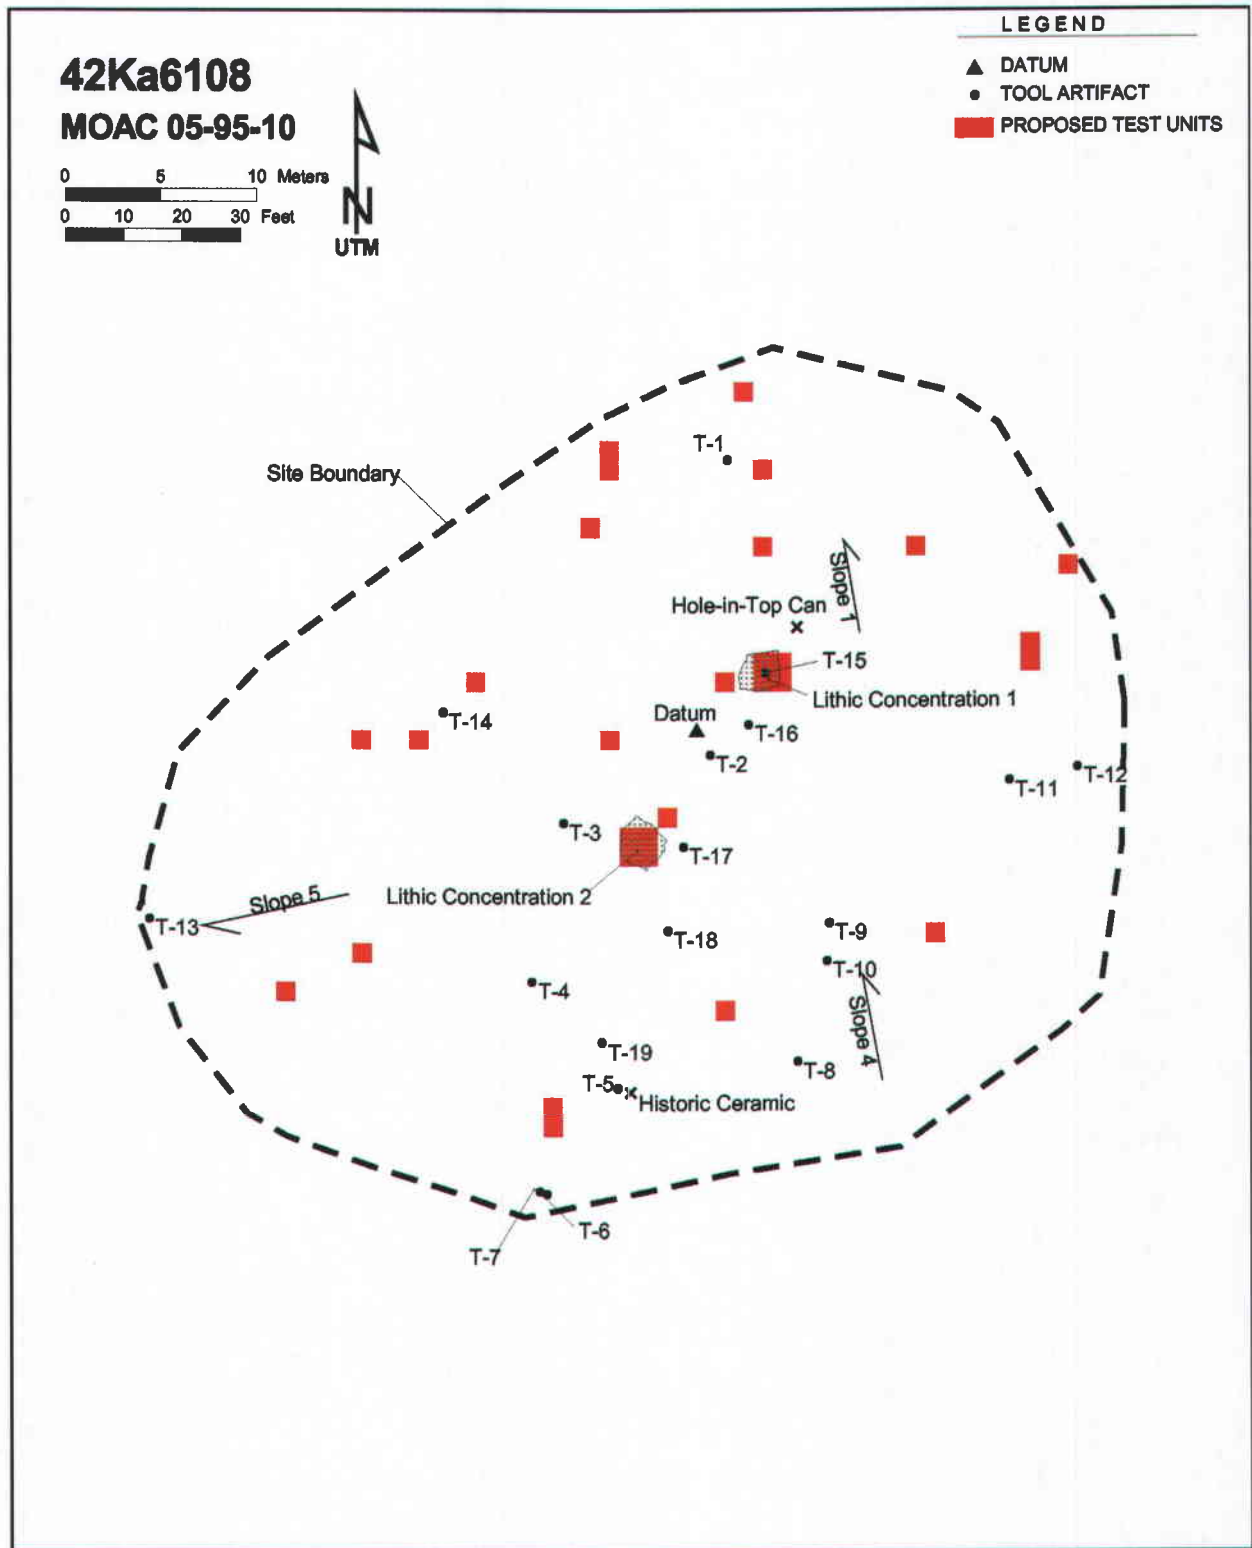 LEGEND
42Ka6108
MOAC 05-95-10
DATUM
TOOL ARTIFACT
PROPOSED TEST UNITS
0 5 10 Meters
0 10 20 30 Feet
N
UTM
T-1
Site Boundary
Slope 1
Hole-in-Top Can
T-15
Lithic Concentration 1
Datum
T-14
T-16
T-2
T-12
T-11
T-3
T-17
Slope 5
Lithic Concentration 2
T-13
T-18
T-9
T-10
T-4
Slope 4
T-19
T-8
T-5
Historic Ceramic
T-6
T-7